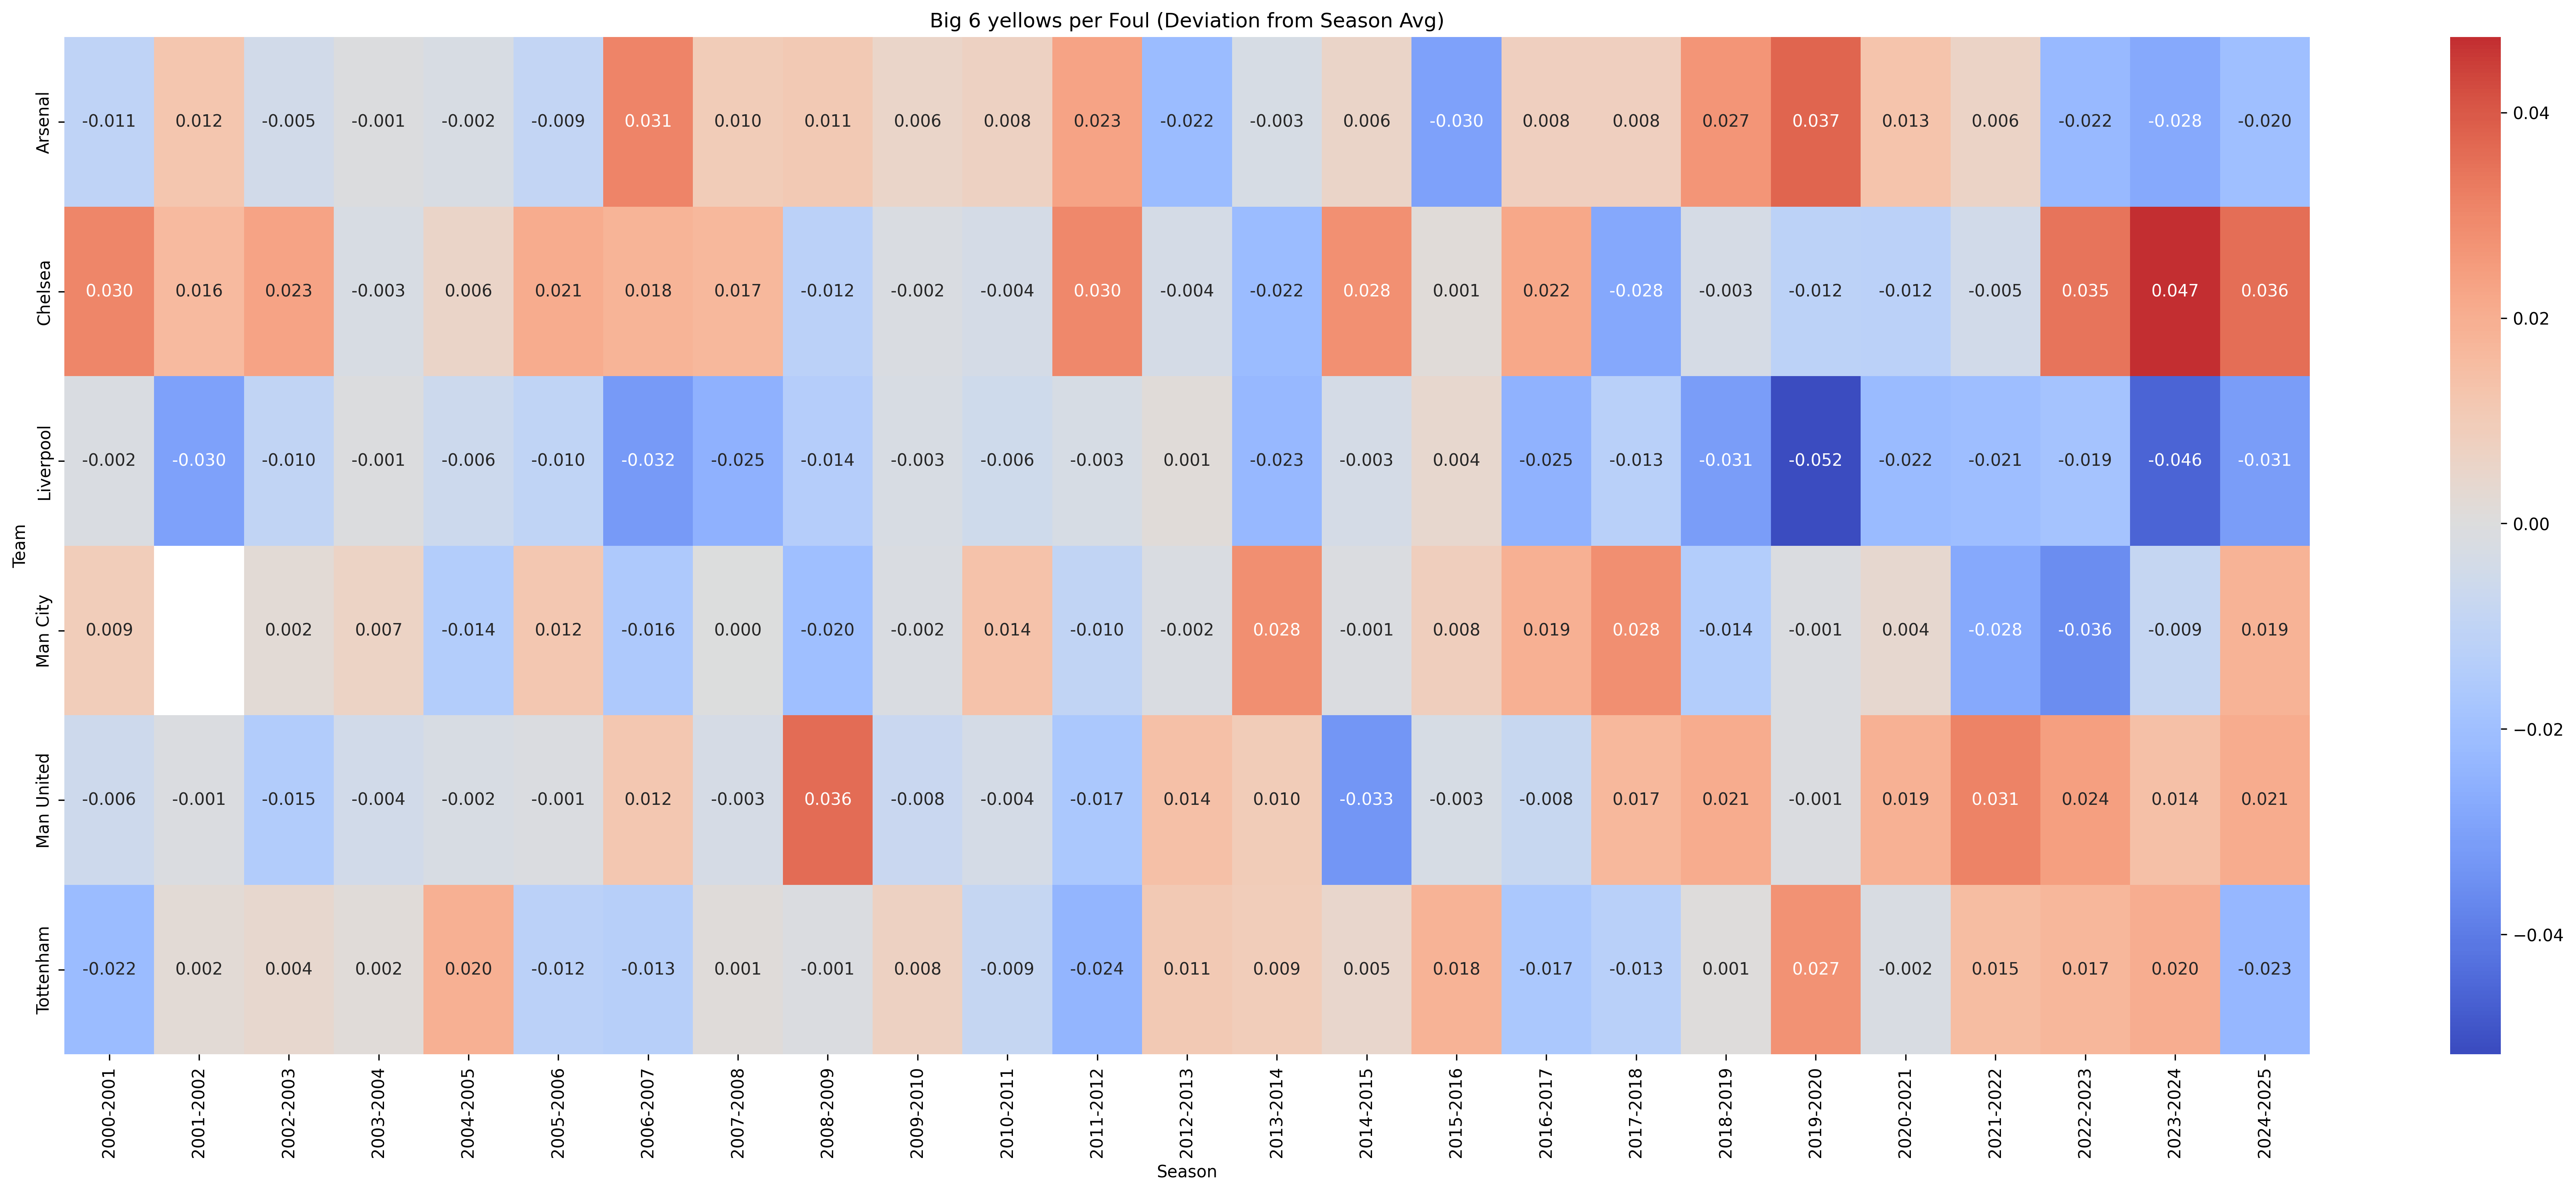 Big 6 yellows per Foul (Deviation from Season Avg)
Team
Arsenal -0.011 0.012 -0.005 -0.001 -0.002 -0.009 0.031 0.010 0.011 0.006 0.008 0.023 -0.022 -0.003 0.006 -0.030 0.008 0.008 0.027 0.037 0.013 0.006 -0.022 -0.028 -0.020
Chelsea 0.030 0.016 0.023 -0.003 0.006 0.021 0.018 0.017 -0.012 -0.002 -0.004 0.030 -0.004 -0.022 0.028 0.001 0.022 -0.028 -0.003 -0.012 -0.012 -0.005 0.035 0.047 0.036
Liverpool -0.002 -0.030 -0.010 -0.001 -0.006 -0.010 -0.032 -0.025 -0.014 -0.003 -0.006 -0.003 0.001 -0.023 -0.003 0.004 -0.025 -0.013 -0.031 -0.052 -0.022 -0.021 -0.019 -0.046 -0.031
Man City 0.009 0.002 0.007 -0.014 0.012 -0.016 0.000 -0.020 -0.002 0.014 -0.010 -0.002 0.028 -0.001 0.008 0.019 0.028 -0.014 -0.001 0.004 -0.028 -0.036 -0.009 0.019
Man United -0.006 -0.001 -0.015 -0.004 -0.002 -0.001 0.012 -0.003 0.036 -0.008 -0.004 -0.017 0.014 0.010 -0.033 -0.003 -0.008 0.017 0.021 -0.001 0.019 0.031 0.024 0.014 0.021
Tottenham -0.022 0.002 0.004 0.002 0.020 -0.012 -0.013 0.001 -0.001 0.008 -0.009 -0.024 0.011 0.009 0.005 0.018 -0.017 -0.013 0.001 0.027 -0.002 0.015 0.017 0.020 -0.023
2000-2001 2001-2002 2002-2003 2003-2004 2004-2005 2005-2006 2006-2007 2007-2008 2008-2009 2009-2010 2010-2011 2011-2012 2012-2013 2013-2014 2014-2015 2015-2016 2016-2017 2017-2018 2018-2019 2019-2020 2020-2021 2021-2022 2022-2023 2023-2024 2024-2025
Season
0.04
0.02
0.00
−0.02
−0.04